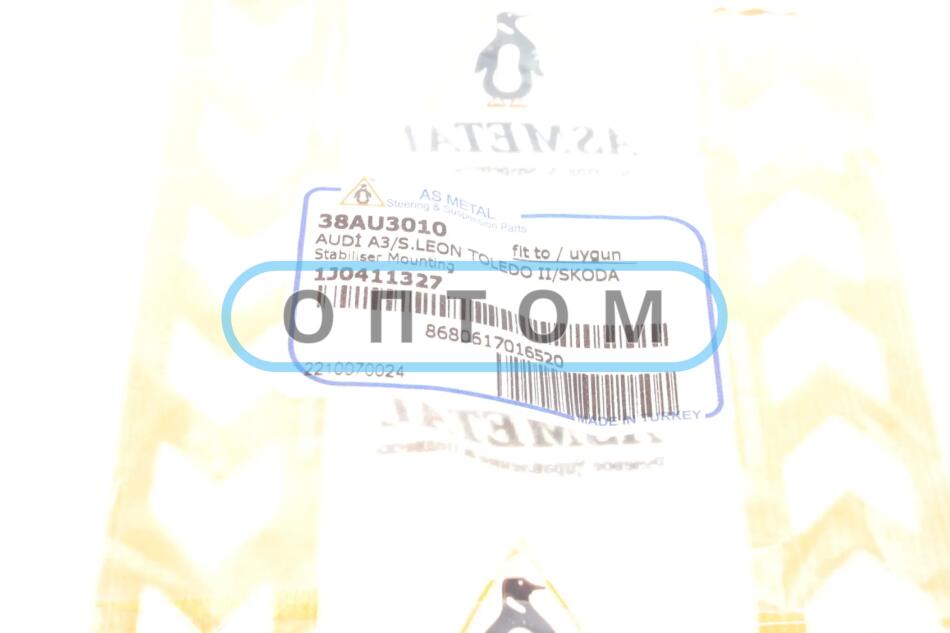 ASMETAL
AS METAL
Steering & Suspension Parts
38AU3010
fit to / uygun
AUDİ A3/S.LEON TOLEDO II/SKODA
Stabiliser Mounting
1J0411327
ОПТОМ
8680617016520
2210070024
MADE IN TURKEY
ASMETAL